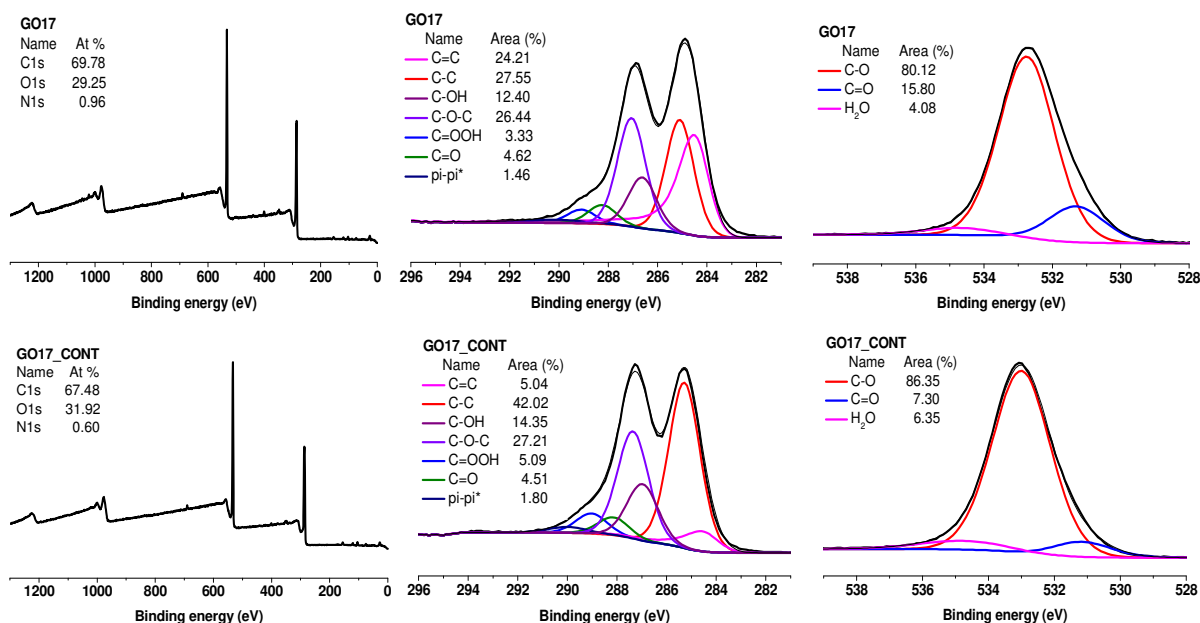 GO17
Name At %
C1s 69.78
O1s 29.25
N1s 0.96
1200 1000 800 600 400 200 0
Binding energy (eV)
GO17
Name Area (%)
C=C 24.21
C-C 27.55
C-OH 12.40
C-O-C 26.44
C=OOH 3.33
C=O 4.62
pi-pi* 1.46
296 294 292 290 288 286 284 282
Binding energy (eV)
GO17
Name Area (%)
C-O 80.12
C=O 15.80
H₂O 4.08
538 536 534 532 530 528
Binding energy (eV)
GO17_CONT
Name At %
C1s 67.48
O1s 31.92
N1s 0.60
1200 1000 800 600 400 200 0
Binding energy (eV)
GO17_CONT
Name Area (%)
C=C 5.04
C-C 42.02
C-OH 14.35
C-O-C 27.21
C=OOH 5.09
C=O 4.51
pi-pi* 1.80
296 294 292 290 288 286 284 282
Binding energy (eV)
GO17_CONT
Name Area (%)
C-O 86.35
C=O 7.30
H₂O 6.35
538 536 534 532 530 528
Binding energy (eV)